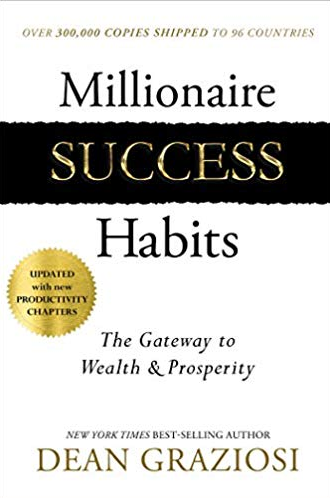 OVER 300,000 COPIES SHIPPED TO 96 COUNTRIES
Millionaire
SUCCESS
Habits
UPDATED
with new
PRODUCTIVITY
CHAPTERS
The Gateway to
Wealth & Prosperity
NEW YORK TIMES BEST-SELLING AUTHOR
DEAN GRAZIOSI